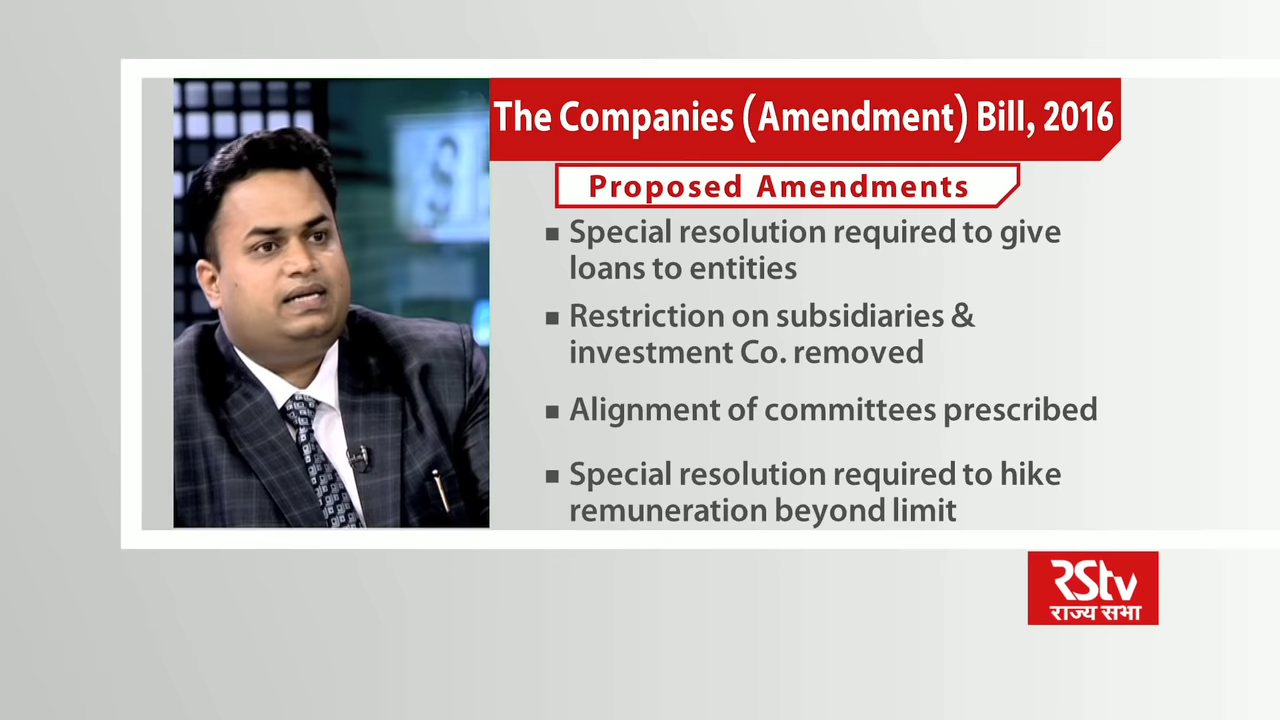 The Companies (Amendment) Bill, 2016
Proposed Amendments
▪ Special resolution required to give
loans to entities
▪ Restriction on subsidiaries &
investment Co. removed
▪ Alignment of committees prescribed
▪ Special resolution required to hike
remuneration beyond limit
RStv
राज्य सभा